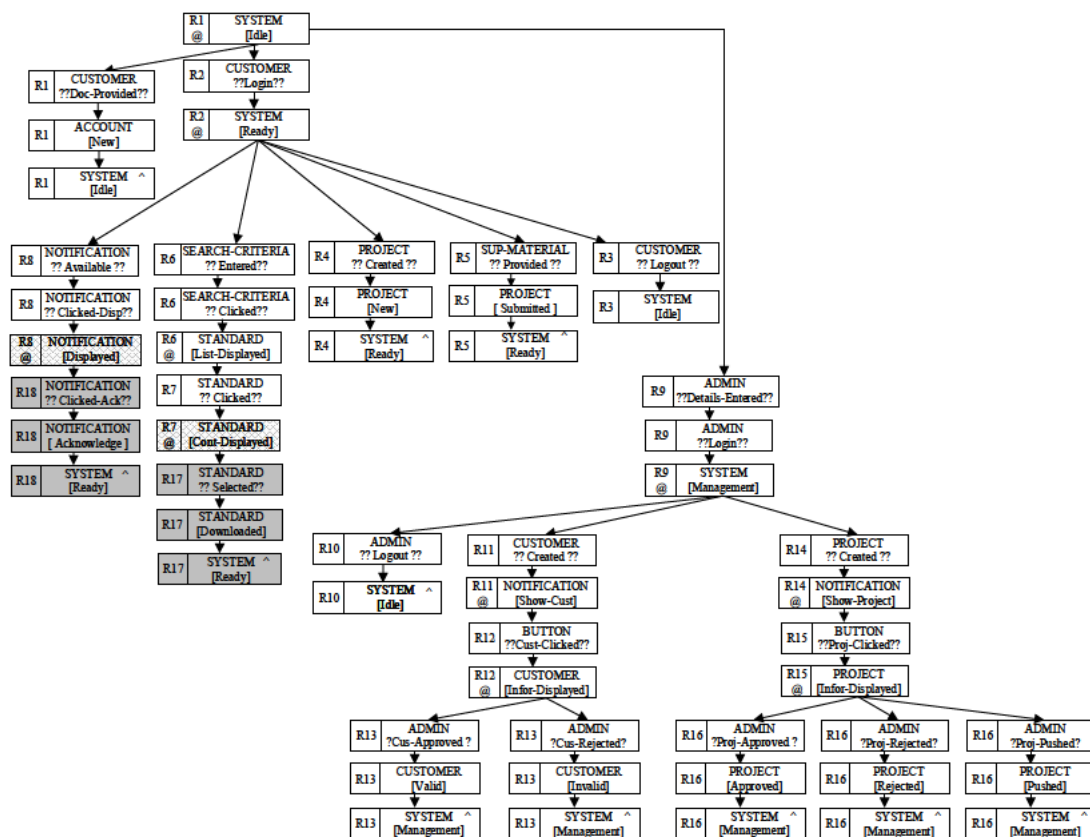 R1 SYSTEM
@ [Idle]
R1 CUSTOMER
??Doc-Provided??
R2 CUSTOMER
??Login??
R1 ACCOUNT
[New]
R2 SYSTEM
@ [Ready]
R1 SYSTEM ^
[Idle]
R8 NOTIFICATION
?? Available ??
R8 NOTIFICATION
?? Clicked-Disp??
R8 NOTIFICATION
@ [Displayed]
R18 NOTIFICATION
?? Clicked-Ack??
R18 NOTIFICATION
[ Acknowledge ]
R18 SYSTEM ^
[Ready]
R6 SEARCH-CRITERIA
?? Entered??
R6 SEARCH-CRITERIA
?? Clicked??
R6 STANDARD
@ [List-Displayed]
R7 STANDARD
?? Clicked??
R7 STANDARD
@ [Cont-Displayed]
R17 STANDARD
?? Selected??
R17 STANDARD
[Downloaded]
R17 SYSTEM ^
[Ready]
R4 PROJECT
?? Created ??
R4 PROJECT
[New]
R4 SYSTEM ^
[Ready]
R5 SUP-MATERIAL
?? Provided ??
R5 PROJECT
[ Submitted ]
R5 SYSTEM ^
[Ready]
R3 CUSTOMER
?? Logout ??
R3 SYSTEM
[Idle]
R9 ADMIN
??Details-Entered??
R9 ADMIN
??Login??
R9 SYSTEM
@ [Management]
R10 ADMIN
?? Logout ??
R10 SYSTEM ^
[Idle]
R11 CUSTOMER
?? Created ??
R11 NOTIFICATION
@ [Show-Cust]
R12 BUTTON
??Cust-Clicked??
R12 CUSTOMER
@ [Infor-Displayed]
R14 PROJECT
?? Created ??
R14 NOTIFICATION
@ [Show-Project]
R15 BUTTON
??Proj-Clicked??
R15 PROJECT
@ [Infor-Displayed]
R13 ADMIN
?Cus-Approved ?
R13 CUSTOMER
[Valid]
R13 SYSTEM ^
[Management]
R13 ADMIN
?Cus-Rejected?
R13 CUSTOMER
[Invalid]
R13 SYSTEM ^
[Management]
R16 ADMIN
?Proj-Approved ?
R16 PROJECT
[Approved]
R16 SYSTEM ^
[Management]
R16 ADMIN
?Proj-Rejected?
R16 PROJECT
[Rejected]
R16 SYSTEM ^
[Management]
R16 ADMIN
?Proj-Pushed?
R16 PROJECT
[Pushed]
R16 SYSTEM ^
[Management]